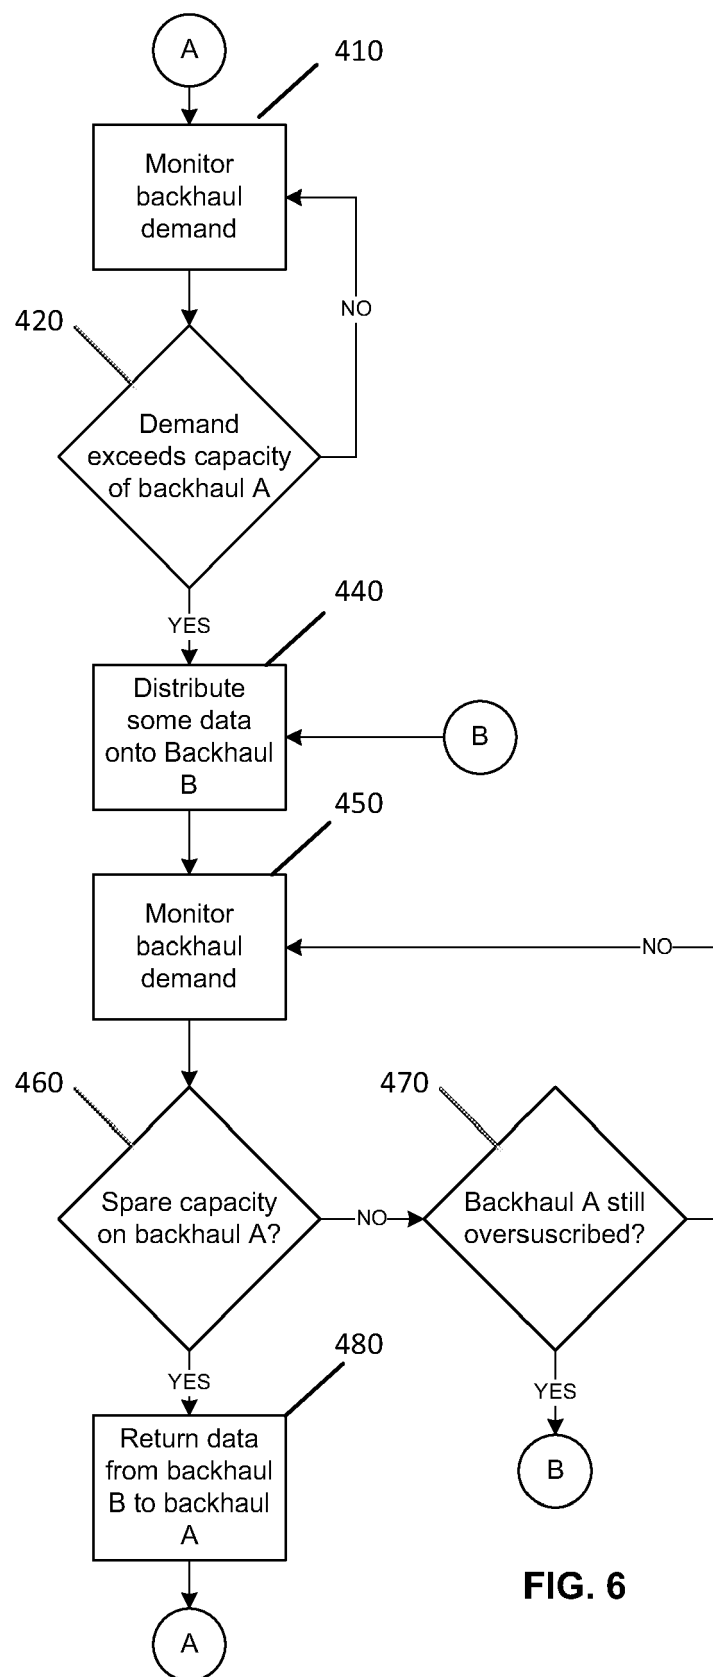 A
410
Monitor
backhaul
demand
NO
420
Demand
exceeds capacity
of backhaul A
YES
440
Distribute
some data
onto Backhaul
B
B
450
Monitor
backhaul
demand
NO
460
Spare capacity
on backhaul A?
NO
470
Backhaul A still
oversuscribed?
YES
480
Return data
from backhaul
B to backhaul
A
YES
B
A
FIG. 6